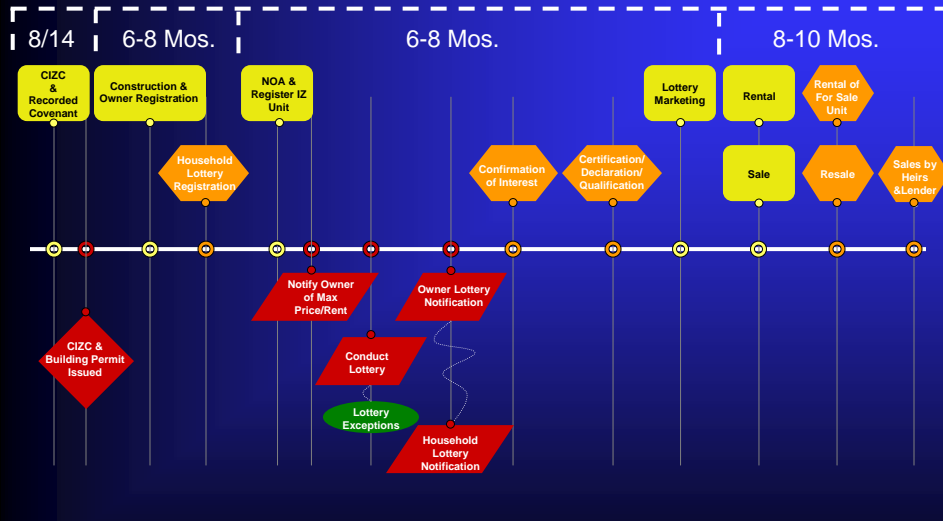 8/14
6-8 Mos.
6-8 Mos.
8-10 Mos.
CIZC
&
Recorded
Covenant
Construction &
Owner Registration
NOA &
Register IZ
Unit
Lottery
Marketing
Rental
Rental of
For Sale
Unit
Household
Lottery
Registration
Confirmation
of Interest
Certification/
Declaration/
Qualification
Sale
Resale
Sales by
Heirs
&Lender
Notify Owner
of Max
Price/Rent
Owner Lottery
Notification
CIZC &
Building Permit
Issued
Conduct
Lottery
Lottery
Exceptions
Household
Lottery
Notification